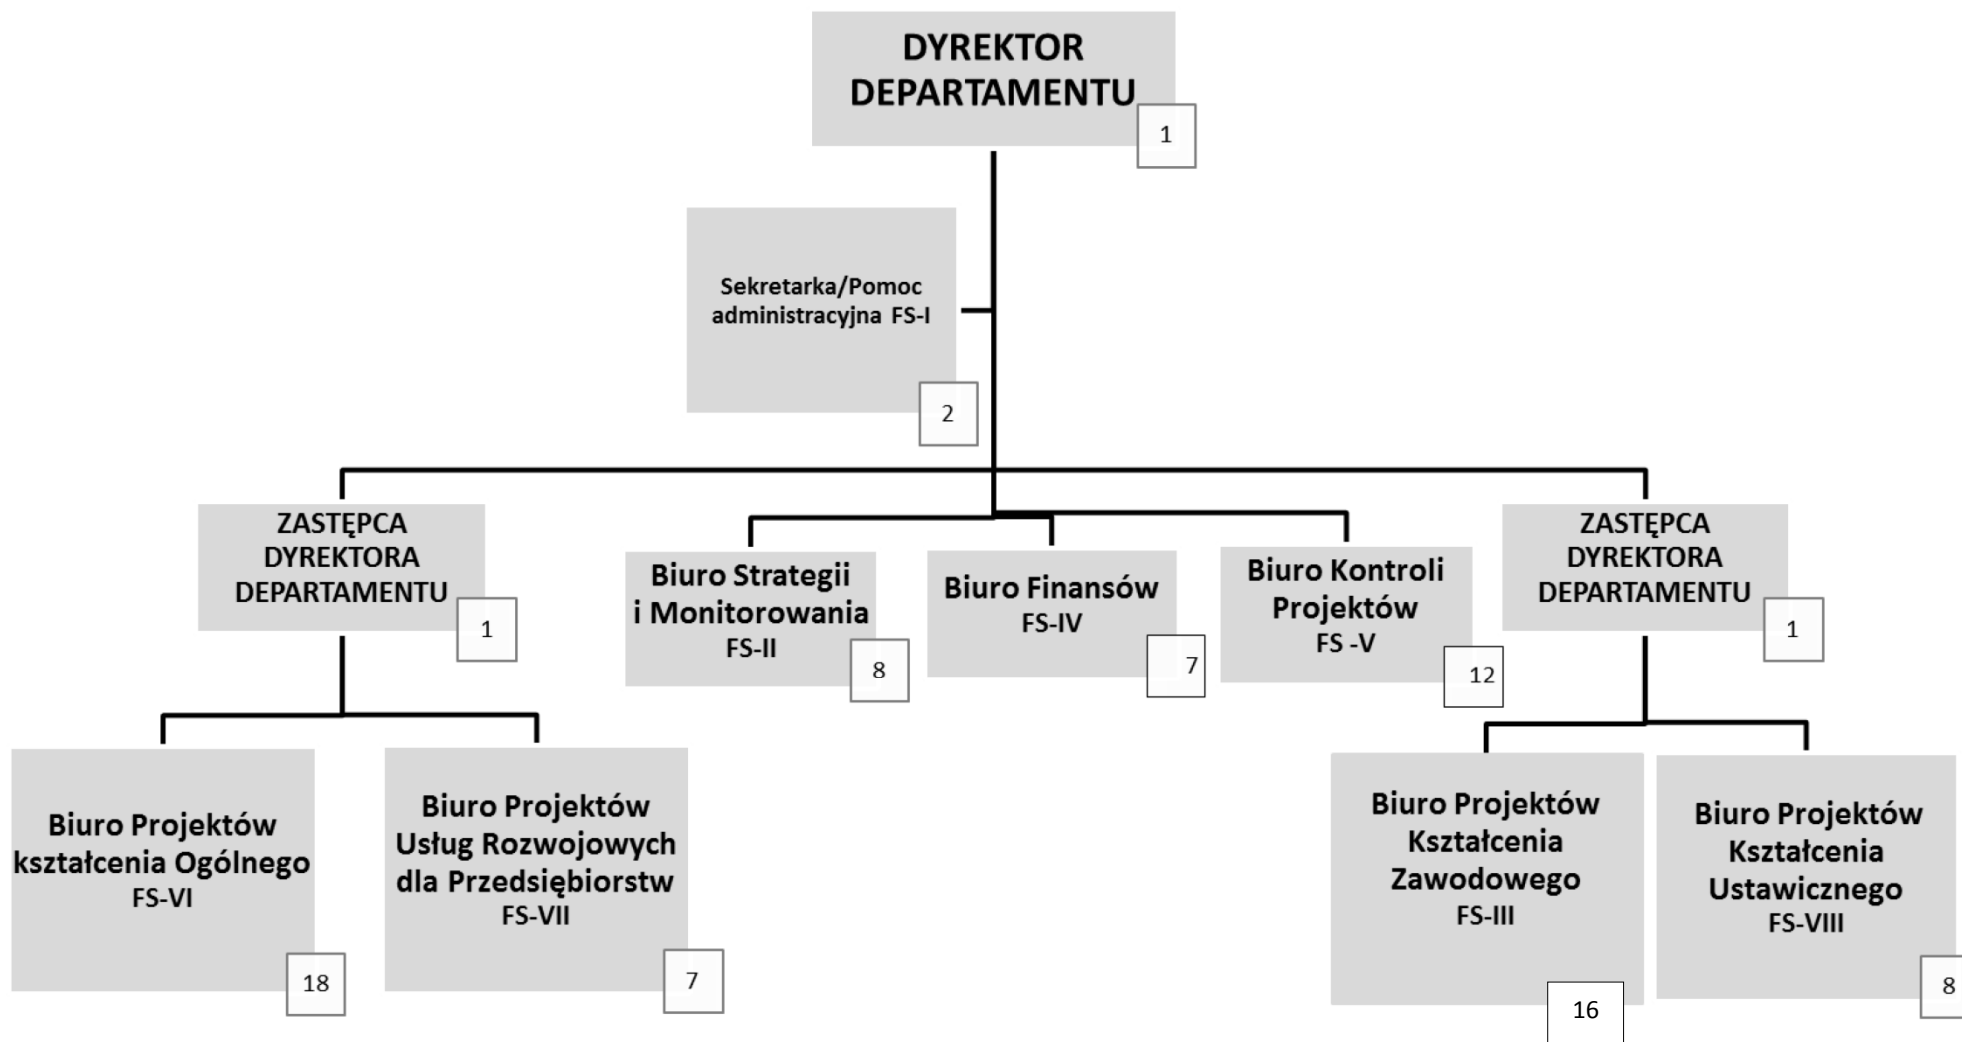 DYREKTOR
DEPARTAMENTU
1
Sekretarka/Pomoc
administracyjna FS-I
2
ZASTĘPCA
DYREKTORA
DEPARTAMENTU
1
Biuro Strategii
i Monitorowania
FS-II
8
Biuro Finansów
FS-IV
7
Biuro Kontroli
Projektów
FS -V
12
ZASTĘPCA
DYREKTORA
DEPARTAMENTU
1
Biuro Projektów
kształcenia Ogólnego
FS-VI
18
Biuro Projektów
Usług Rozwojowych
dla Przedsiębiorstw
FS-VII
7
Biuro Projektów
Kształcenia
Zawodowego
FS-III
16
Biuro Projektów
Kształcenia
Ustawicznego
FS-VIII
8